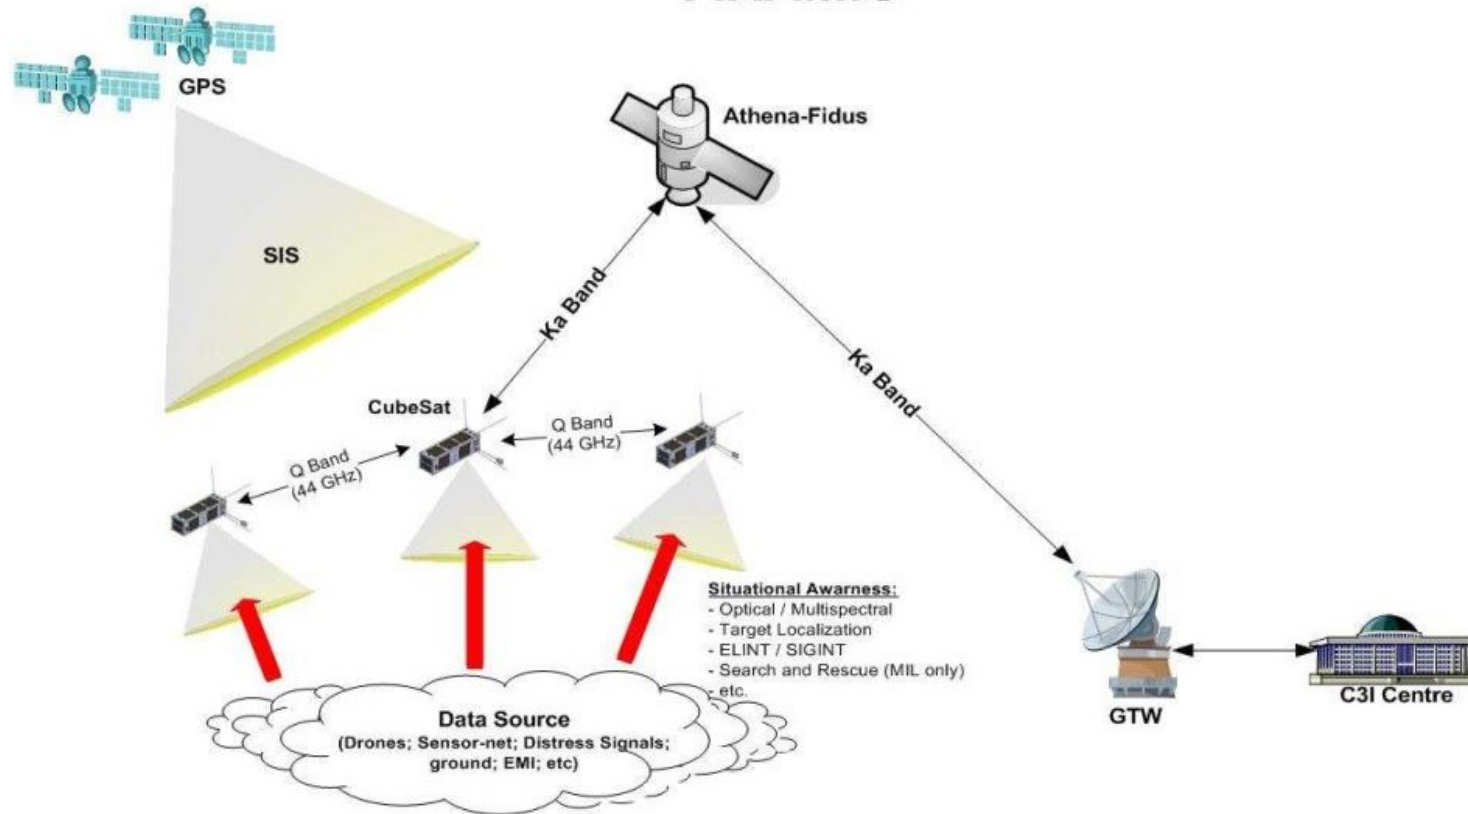 GPS
Athena-Fidus
SIS
Ka Band
Ka Band
CubeSat
Q Band
(44 GHz)
Q Band
(44 GHz)
Situational Awarness:
- Optical / Multispectral
- Target Localization
- ELINT / SIGINT
- Search and Rescue (MIL only)
- etc.
Data Source
(Drones; Sensor-net; Distress Signals;
ground; EMI; etc)
GTW
C3I Centre